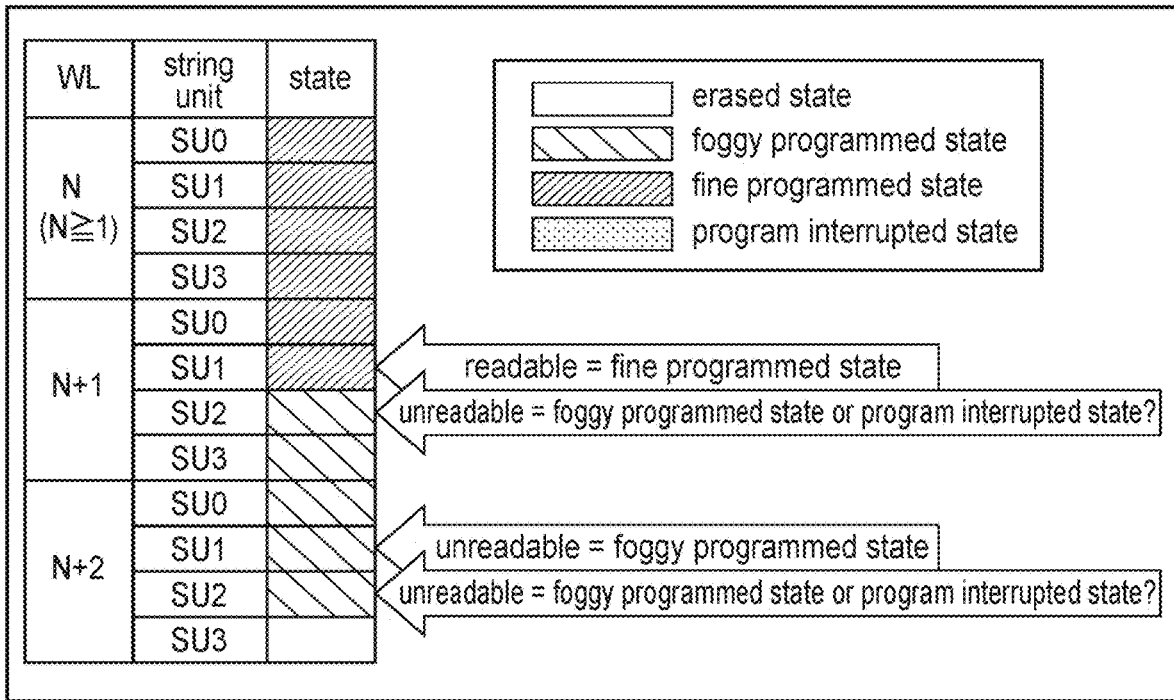 WL string unit state
N (N≧1)
SU0
SU1
SU2
SU3
N+1
SU0
SU1
SU2
SU3
N+2
SU0
SU1
SU2
SU3
erased state
foggy programmed state
fine programmed state
program interrupted state
readable = fine programmed state
unreadable = foggy programmed state or program interrupted state?
unreadable = foggy programmed state
unreadable = foggy programmed state or program interrupted state?